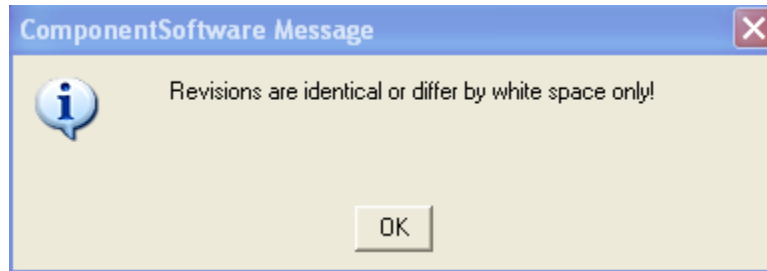 ComponentSoftware Message
Revisions are identical or differ by white space only!
OK